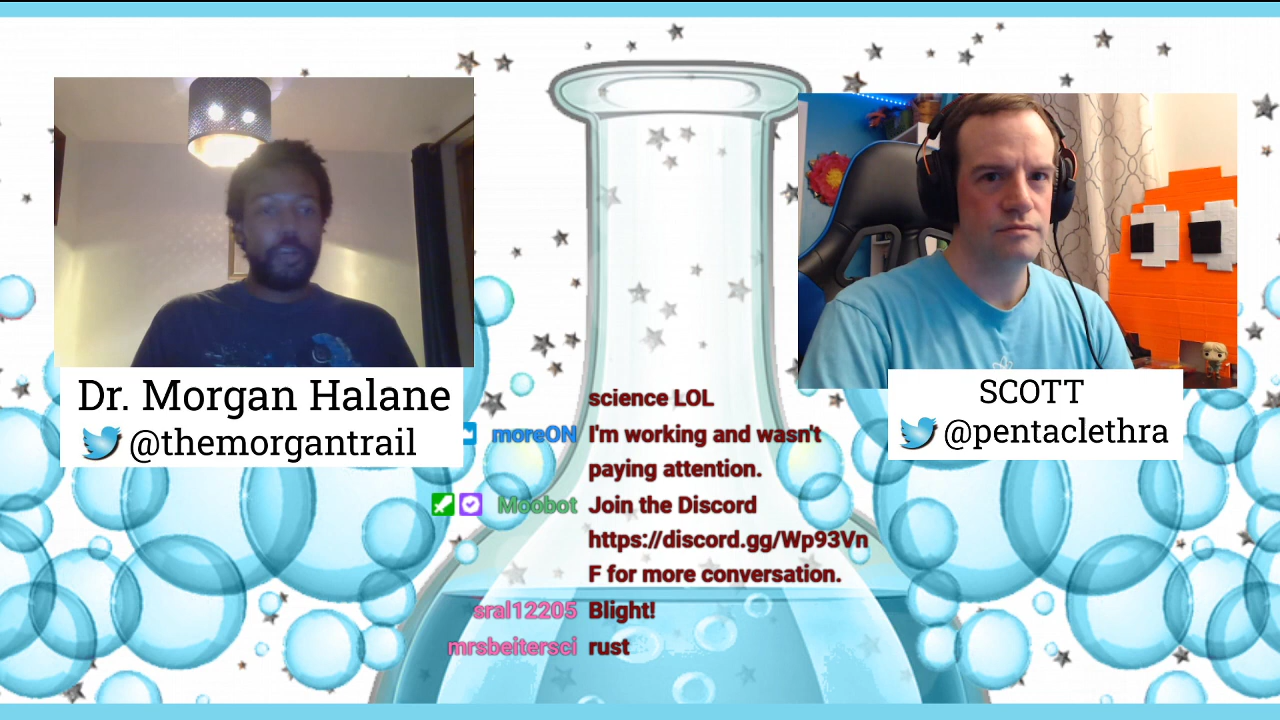 Dr. Morgan Halane
@themorgantrail
SCOTT
@pentaclethra
science LOL
moreON I'm working and wasn't
paying attention.
Moobot Join the Discord
https://discord.gg/Wp93Vn
F for more conversation.
sral12205 Blight!
mrsbeitersci rust